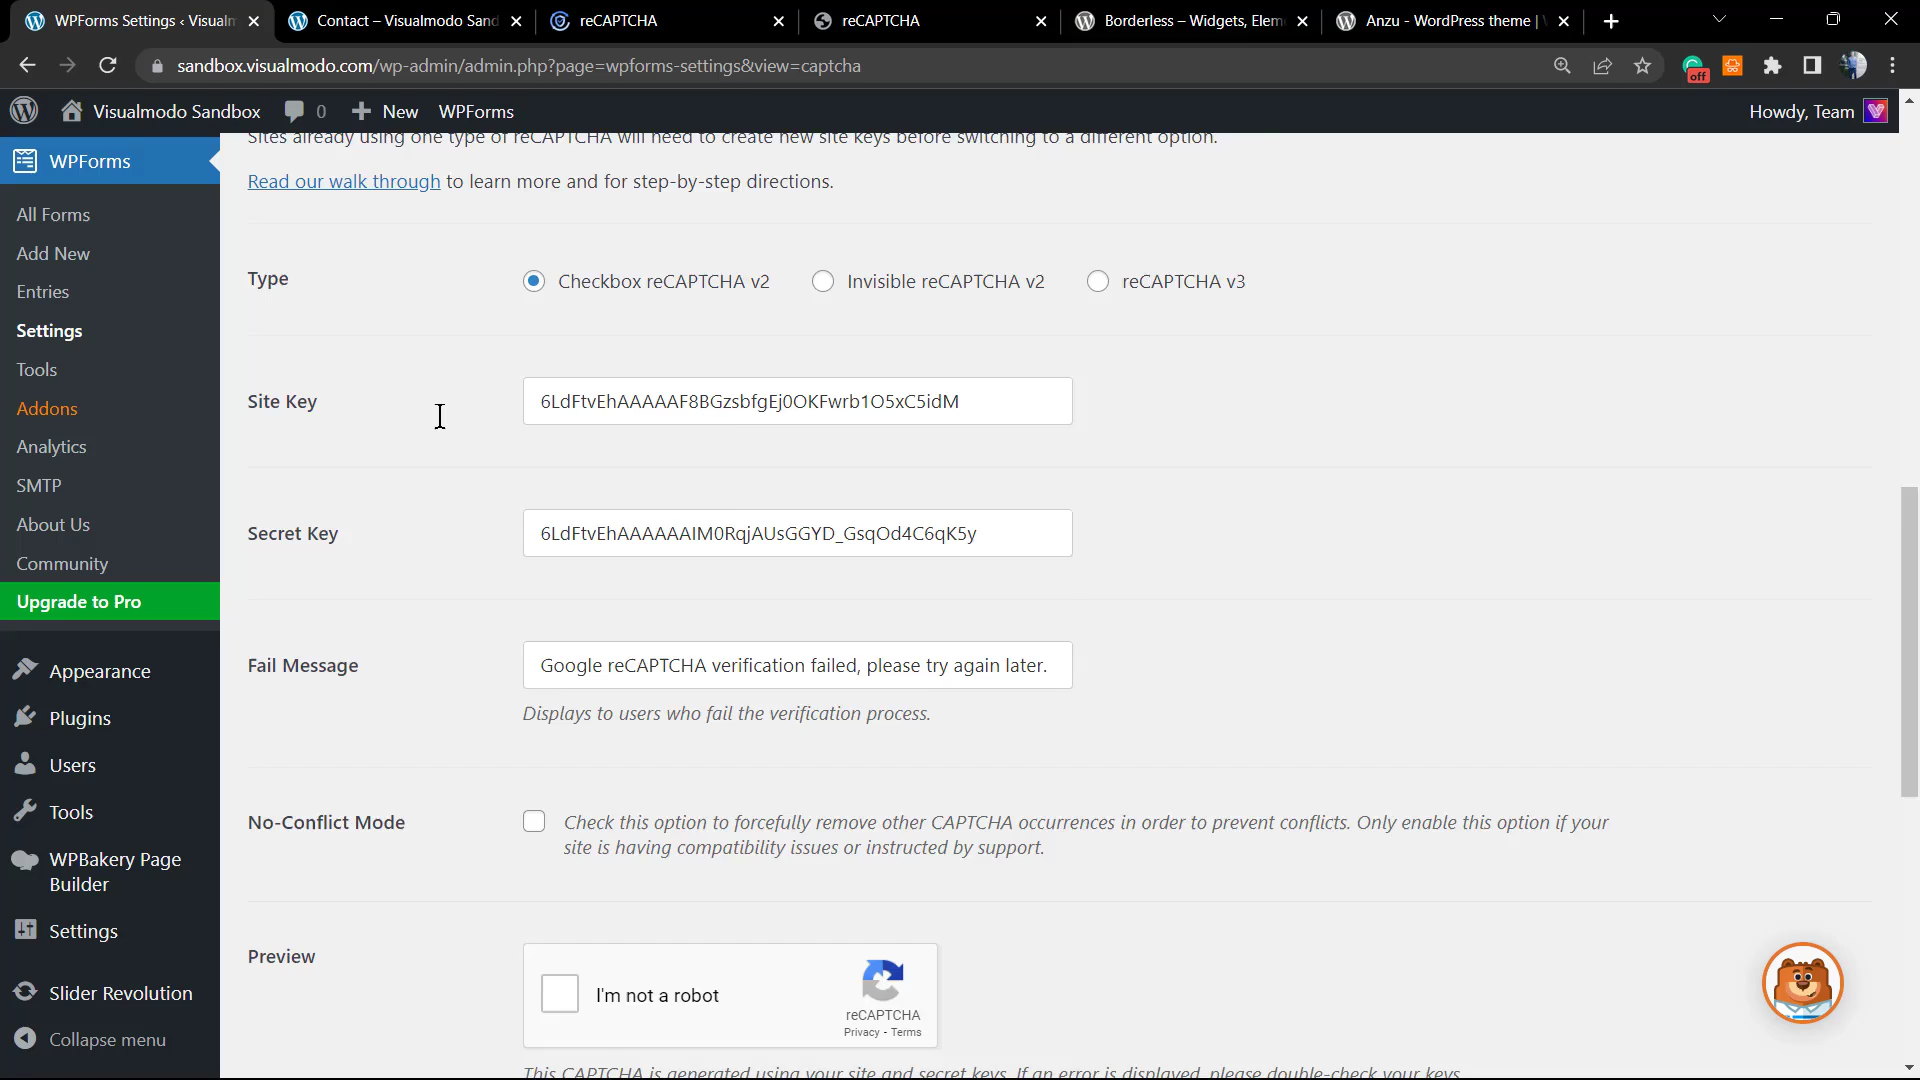 WPForms Settings ‹ Visualm
Contact – Visualmodo Sand
reCAPTCHA
reCAPTCHA
Borderless – Widgets, Elem
Anzu - WordPress theme |
sandbox.visualmodo.com/wp-admin/admin.php?page=wpforms-settings&view=captcha
off
Visualmodo Sandbox
0
New
WPForms
Howdy, Team
WPForms
All Forms
Add New
Entries
Settings
Tools
Addons
Analytics
SMTP
About Us
Community
Upgrade to Pro
Appearance
Plugins
Users
Tools
WPBakery Page
Builder
Settings
Slider Revolution
Collapse menu
Sites already using one type of reCAPTCHA will need to create new site keys before switching to a different option.
Read our walk through to learn more and for step-by-step directions.
Type
Checkbox reCAPTCHA v2
Invisible reCAPTCHA v2
reCAPTCHA v3
Site Key
6LdFtvEhAAAAAF8BGzsbfgEj0OKFwrb1O5xC5idM
Secret Key
6LdFtvEhAAAAAAIM0RqjAUsGGYD_GsqOd4C6qK5y
Fail Message
Google reCAPTCHA verification failed, please try again later.
Displays to users who fail the verification process.
No-Conflict Mode
Check this option to forcefully remove other CAPTCHA occurrences in order to prevent conflicts. Only enable this option if your
site is having compatibility issues or instructed by support.
Preview
I'm not a robot
reCAPTCHA
Privacy - Terms
This CAPTCHA is generated using your site and secret keys. If an error is displayed, please double-check your keys.